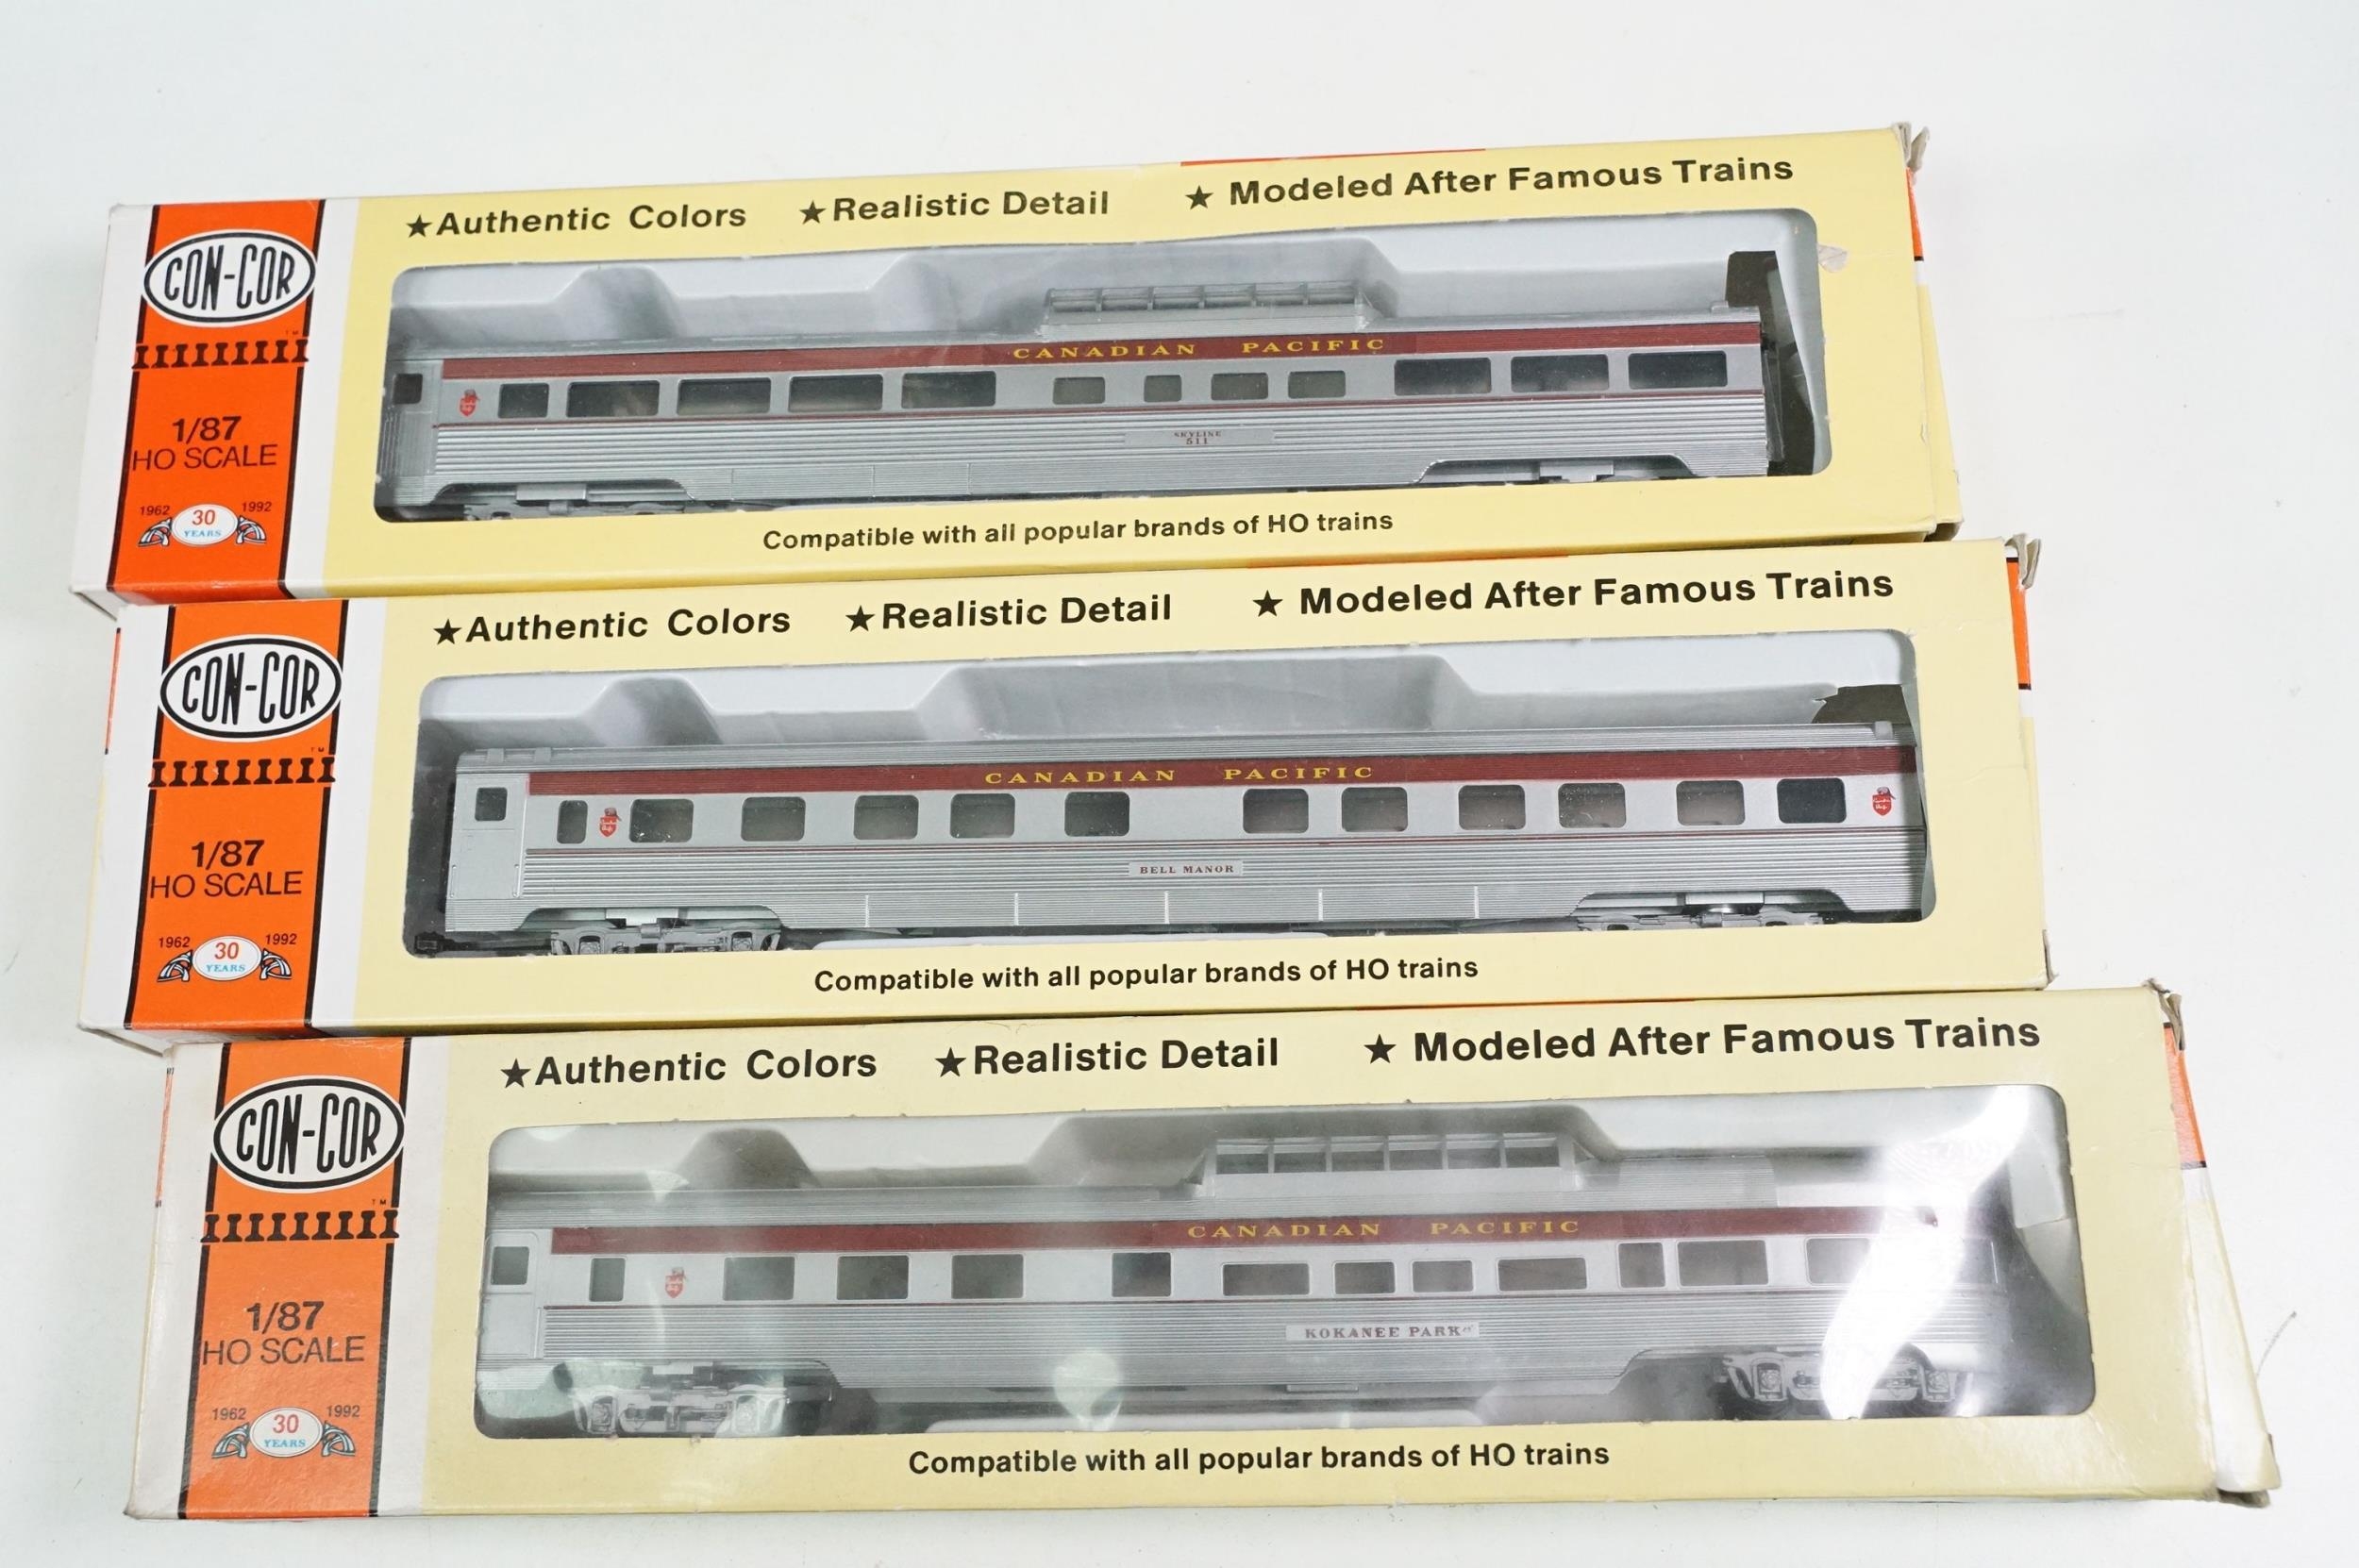 ★Authentic Colors ★Realistic Detail ★ Modeled After Famous Trains
CON-COR
TM
1/87
HO SCALE
1962 30 YEARS 1992
CANADIAN PACIFIC
SKYLINE
511
Compatible with all popular brands of HO trains
★Authentic Colors ★Realistic Detail ★ Modeled After Famous Trains
CON-COR
TM
1/87
HO SCALE
1962 30 YEARS 1992
CANADIAN PACIFIC
BELL MANOR
Compatible with all popular brands of HO trains
★Authentic Colors ★Realistic Detail ★ Modeled After Famous Trains
CON-COR
TM
1/87
HO SCALE
1962 30 YEARS 1992
CANADIAN PACIFIC
KOKANEE PARK
Compatible with all popular brands of HO trains